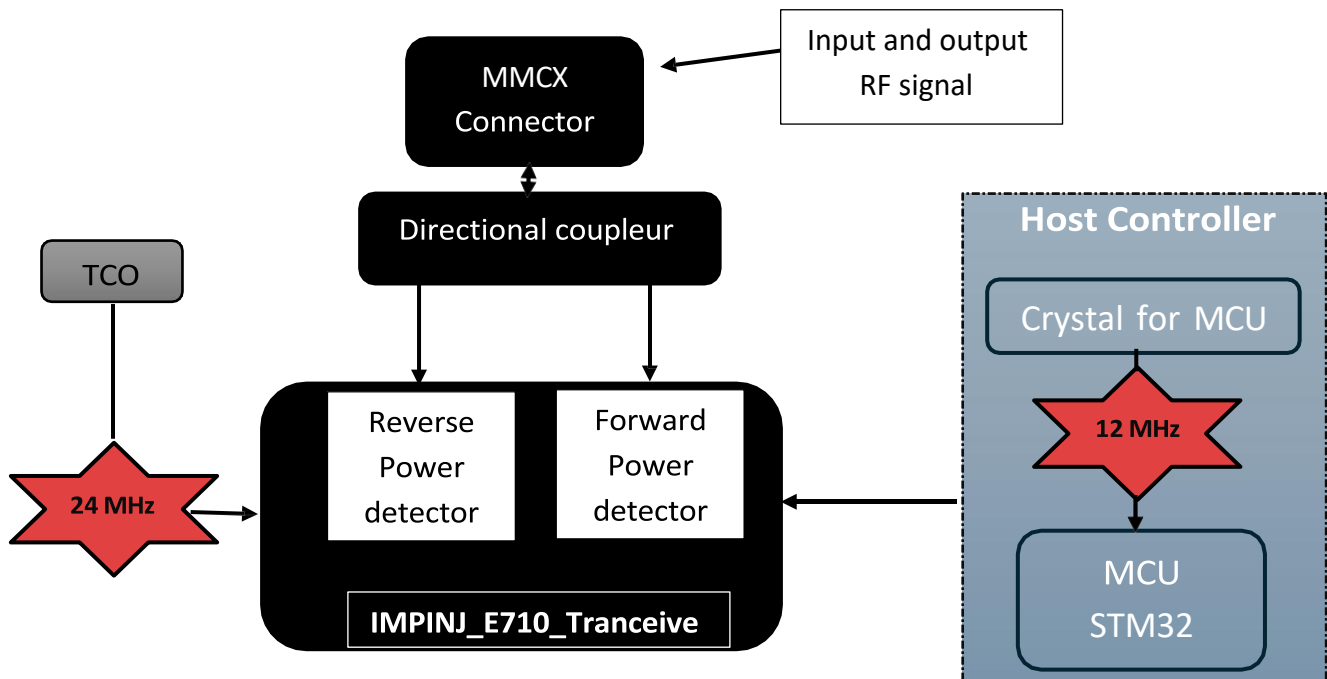 Input and output
RF signal
MMCX
Connector
Directional coupleur
Host Controller
TCO
Crystal for MCU
12 MHz
Reverse
Power
detector
Forward
Power
detector
24 MHz
MCU
STM32
IMPINJ_E710_Tranceive